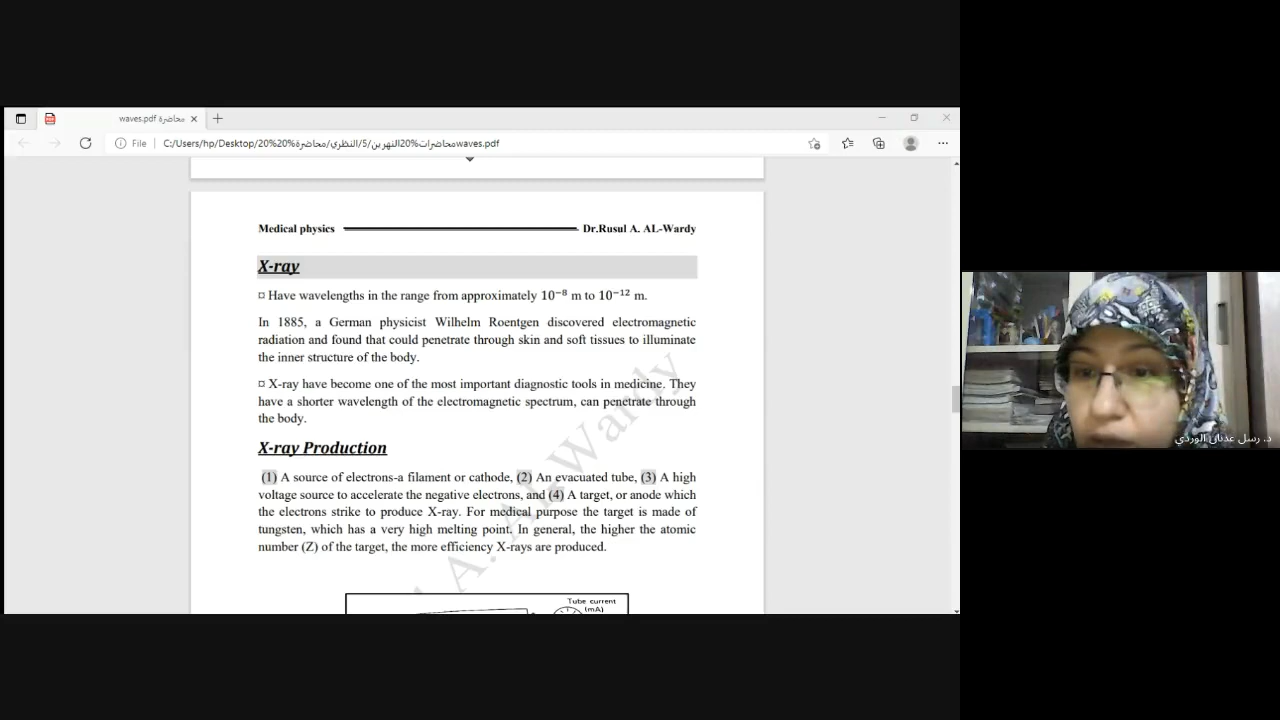 محاضرة waves.pdf
File
C:/Users/hp/Desktop/20%20%محاضرات%20النهرين/5/النظري/محاضرةwaves.pdf
Medical physics
Dr.Rusul A. AL-Wardy
X-ray
¤ Have wavelengths in the range from approximately 10⁻⁸ m to 10⁻¹² m.
In 1885, a German physicist Wilhelm Roentgen discovered electromagnetic
radiation and found that could penetrate through skin and soft tissues to illuminate
the inner structure of the body.
¤ X-ray have become one of the most important diagnostic tools in medicine. They
have a shorter wavelength of the electromagnetic spectrum, can penetrate through
the body.
X-ray Production
(1) A source of electrons-a filament or cathode, (2) An evacuated tube, (3) A high
voltage source to accelerate the negative electrons, and (4) A target, or anode which
the electrons strike to produce X-ray. For medical purpose the target is made of
tungsten, which has a very high melting point. In general, the higher the atomic
number (Z) of the target, the more efficiency X-rays are produced.
A. AL-Wardy
Tube current
(mA)
د. رسل عدنان الوردي